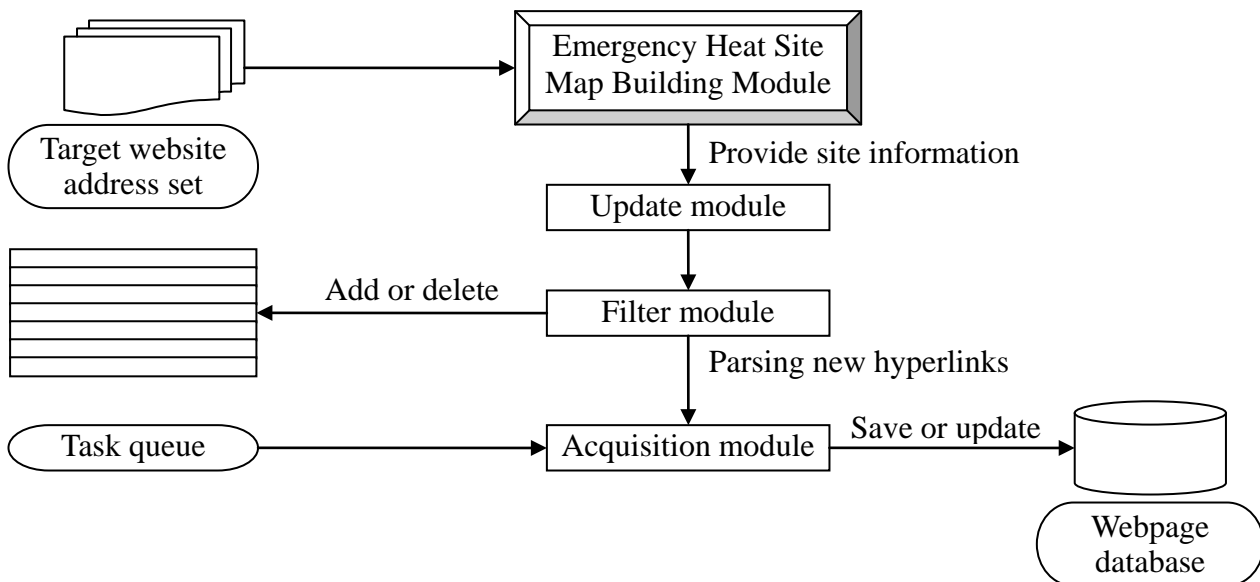 Emergency Heat Site
Map Building Module
Target website
address set
Provide site information
Update module
Add or delete
Filter module
Parsing new hyperlinks
Task queue
Acquisition module
Save or update
Webpage
database